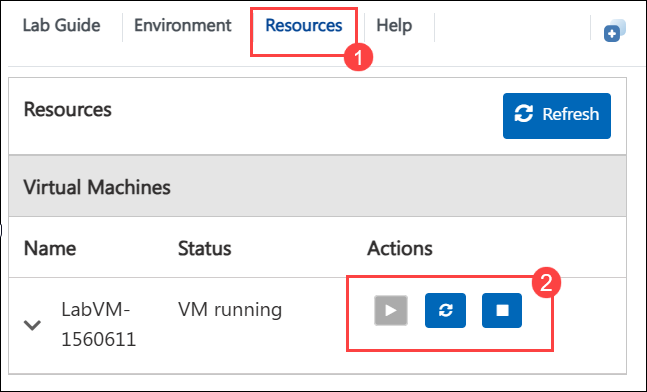 Lab Guide Environment Resources Help
1
Resources Refresh
Virtual Machines
Name Status Actions
2
LabVM- VM running
1560611